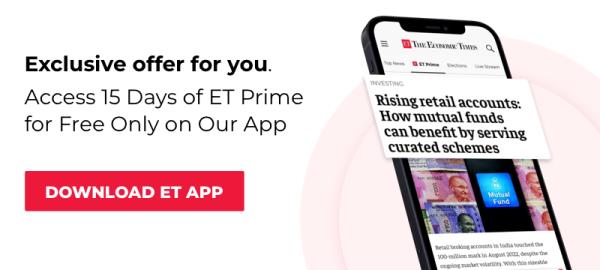 Exclusive offer for you.
Access 15 Days of ET Prime
for Free Only on Our App
DOWNLOAD ET APP
ET THE ECONOMIC TIMES
Top News ET Prime Elections Live Stream
INVESTING
Rising retail accounts:
How mutual funds
can benefit by serving
curated schemes
Mutual
Fund
Retail broking accounts in India touched the
100-million mark in August 2022, despite the
ongoing market volatility. With this sizeable